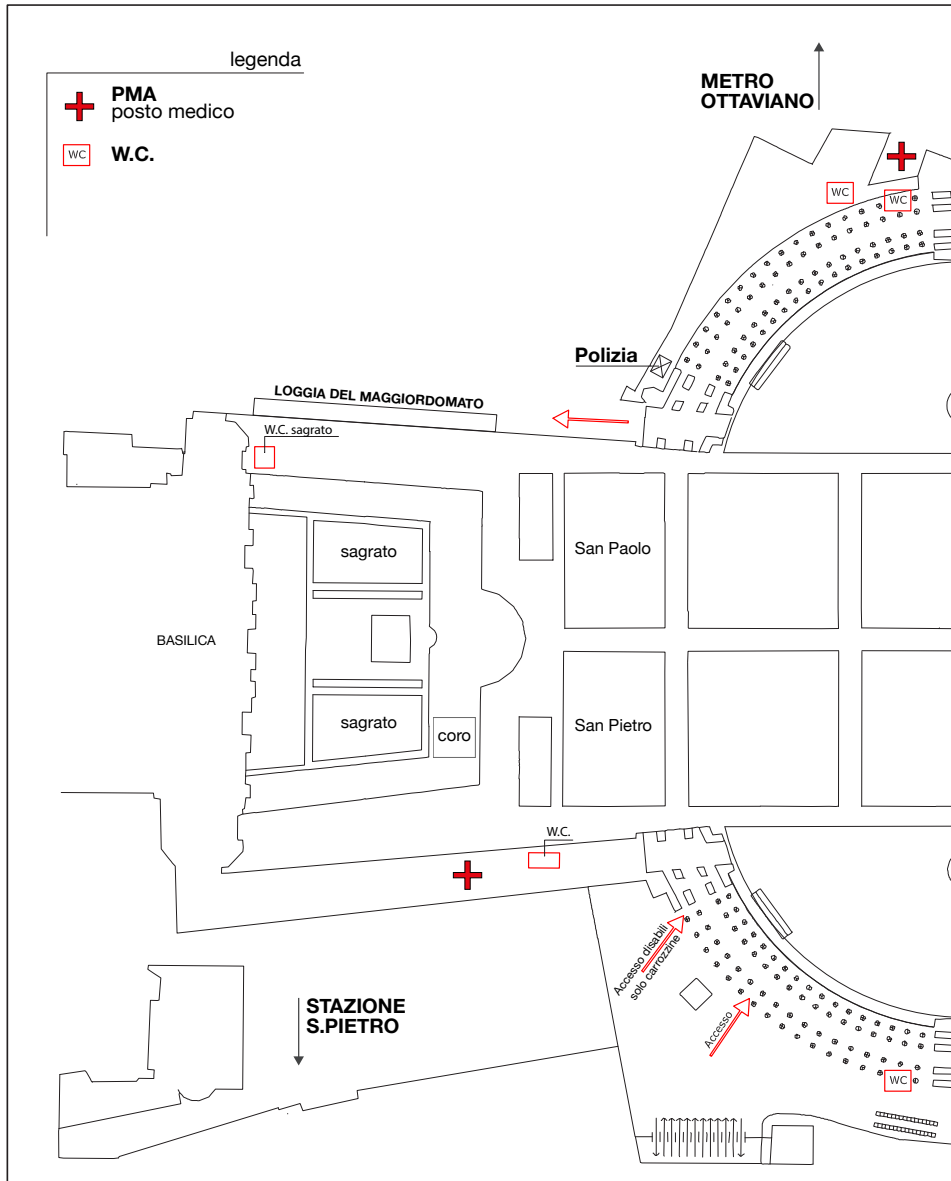 legenda
PMA
posto medico
WC
W.C.
METRO
OTTAVIANO
WC
WC
Polizia
LOGGIA DEL MAGGIORDOMATO
W.C. sagrato
sagrato
San Paolo
BASILICA
sagrato
coro
San Pietro
W.C.
Accesso disabili
solo carrozzine
Accesso
STAZIONE
S.PIETRO
WC